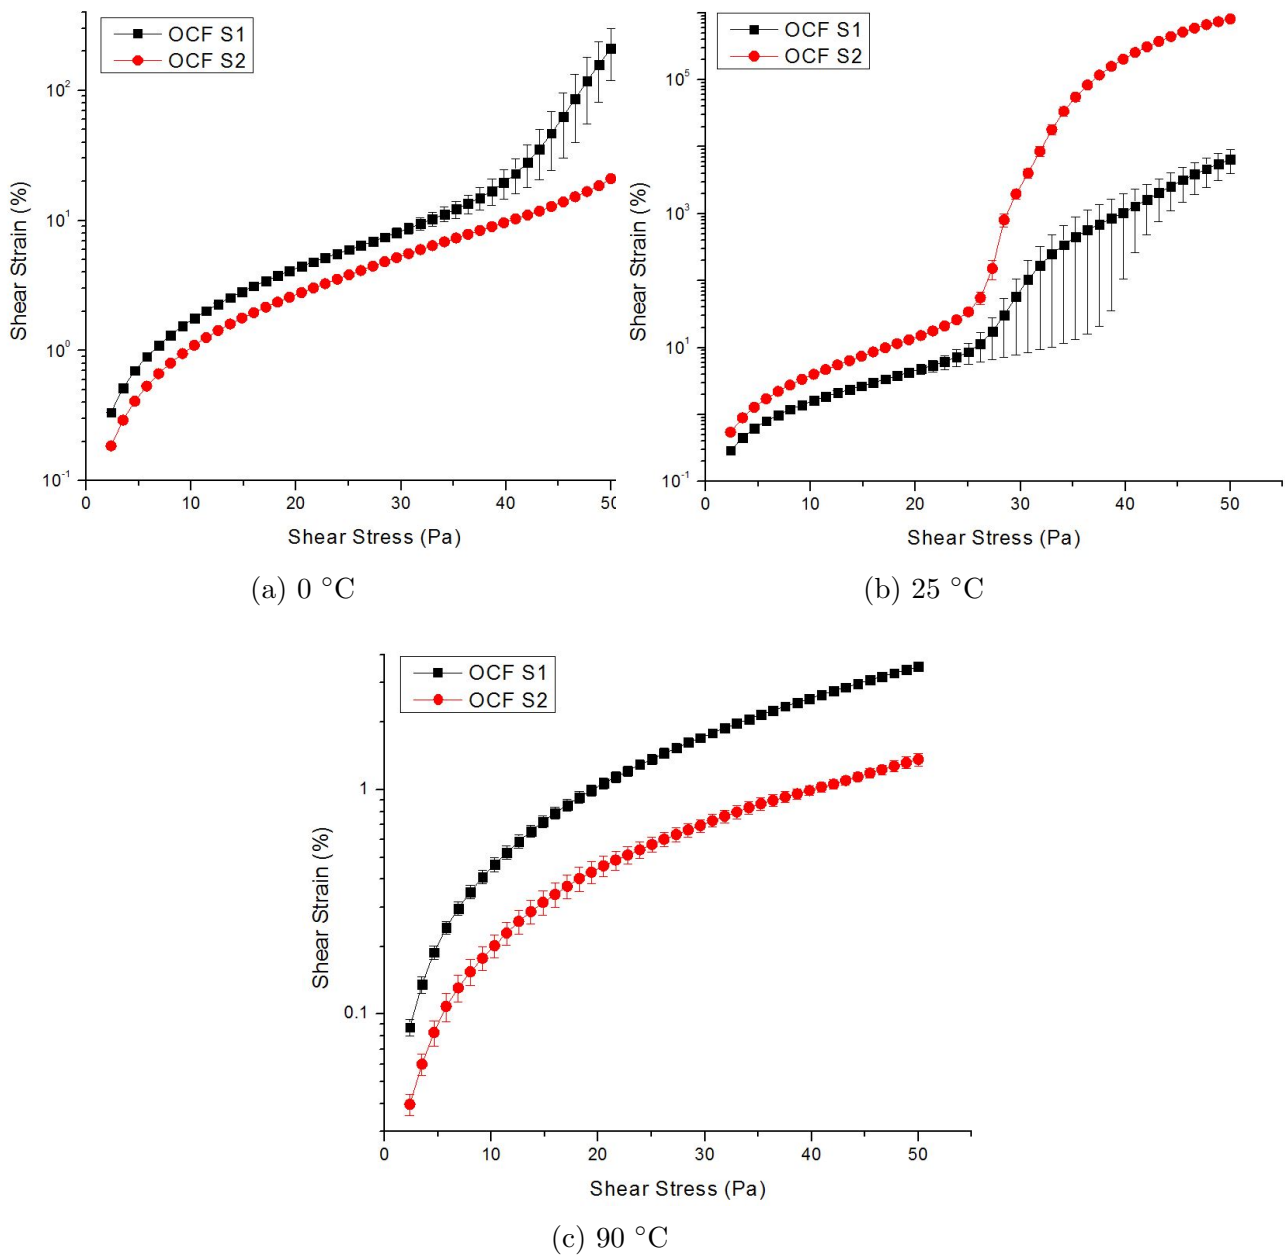 OCF S1
OCF S2
10²
10¹
10⁰
10⁻¹
Shear Strain (%)
0
10
20
30
40
50
Shear Stress (Pa)
(a) 0 °C
OCF S1
OCF S2
10⁵
10³
10¹
10⁻¹
Shear Strain (%)
0
10
20
30
40
50
Shear Stress (Pa)
(b) 25 °C
OCF S1
OCF S2
1
0.1
Shear Strain (%)
0
10
20
30
40
50
Shear Stress (Pa)
(c) 90 °C